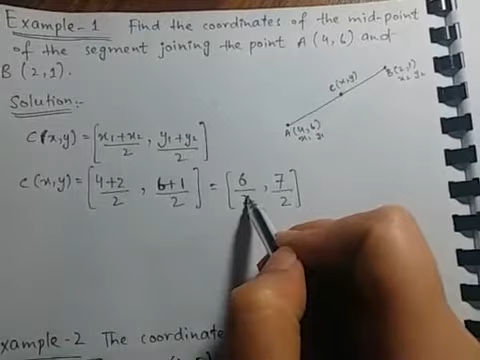 Example-1 Find the coordinates of the mid-point
of the segment joining the point A(4,6) and
B(2,1).
Solution:-
C(x,y)
B(2,1)
x₂ y₂
A(4,6)
x₁ y₁
C(x,y)=[x₁+x₂/2, y₁+y₂/2]
C(x,y)=[4+2/2, 6+1/2] = [6/, 7/2]
xample-2 The coordinate